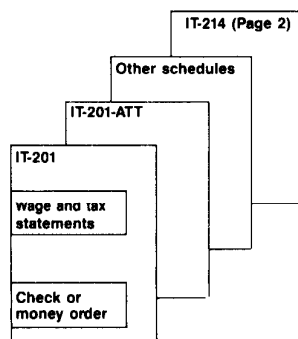 IT-214 (Page 2)
Other schedules
IT-201-ATT
IT-201
Wage and tax
statements
Check or
money order